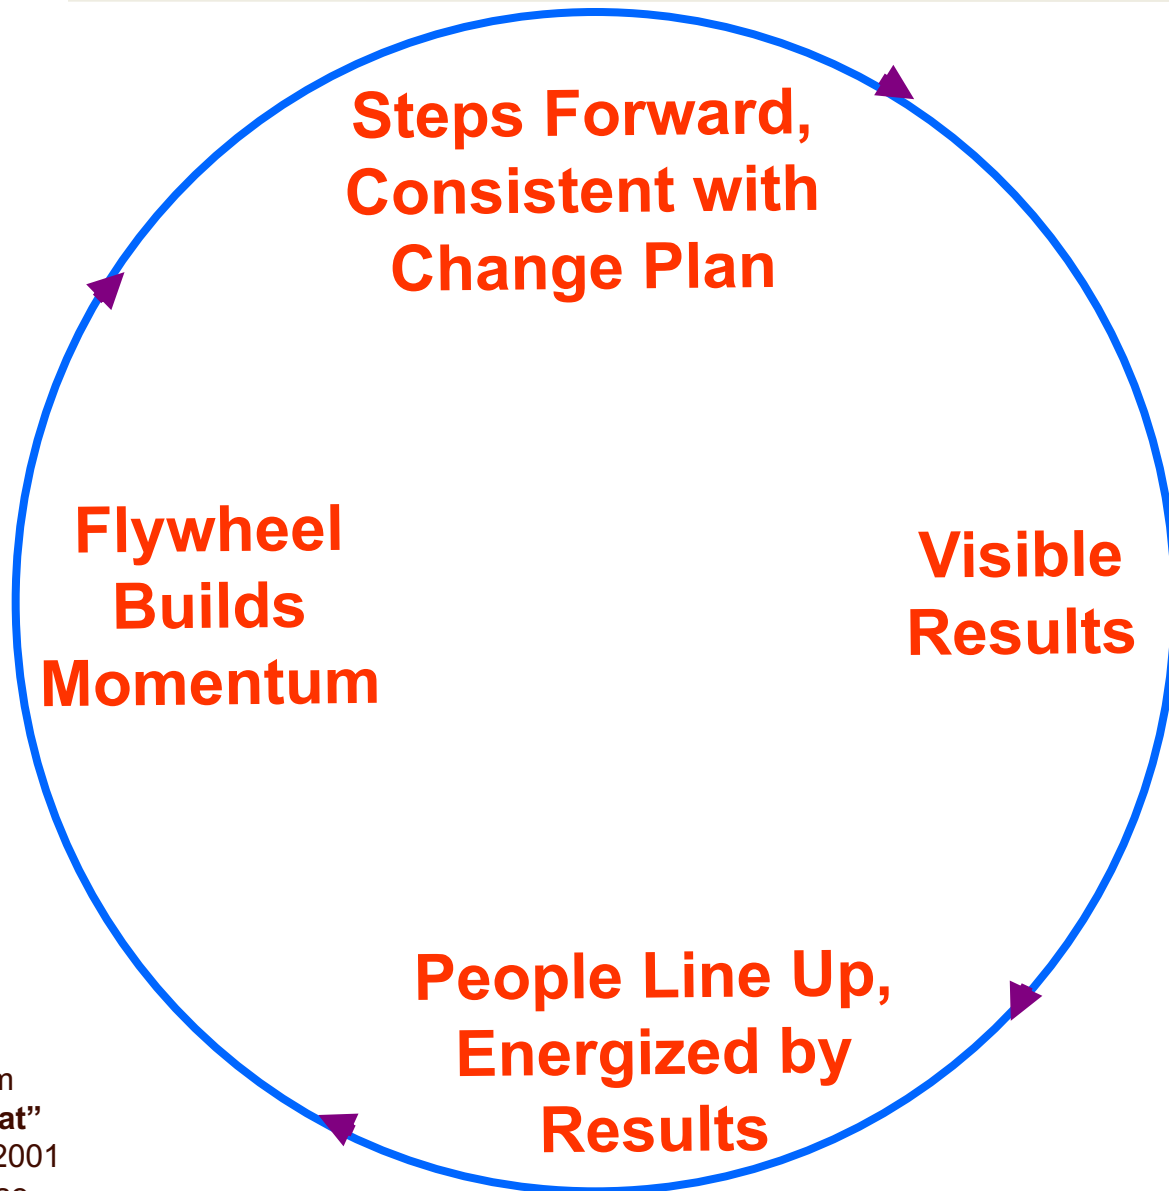 Steps Forward,
Consistent with
Change Plan
Flywheel
Builds
Momentum
Visible
Results
People Line Up,
Energized by
Results
at”
2001